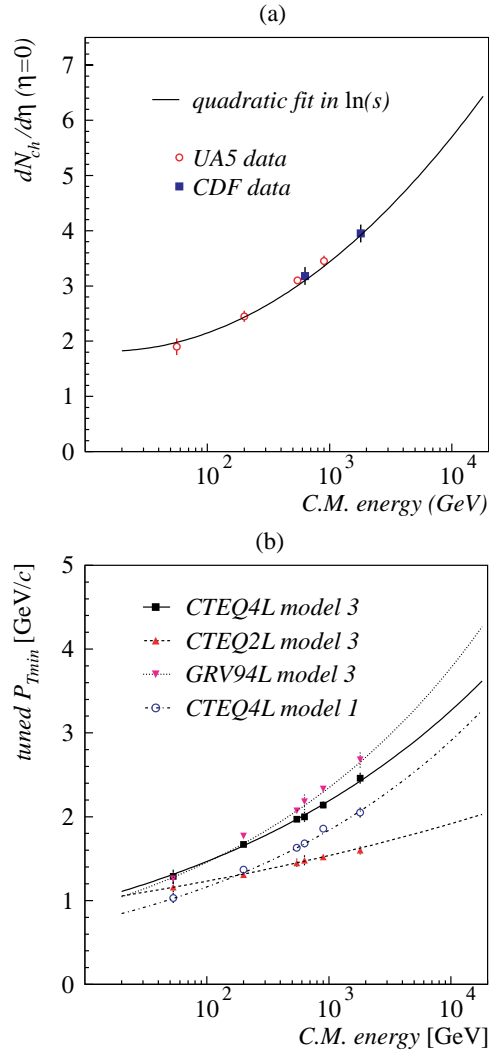 (a)
dN_ch/dη (η=0)
7
6
5
4
3
2
1
0
quadratic fit in ln(s)
UA5 data
CDF data
10^2
10^3
10^4
C.M. energy (GeV)
(b)
tuned P_Tmin [GeV/c]
5
4
3
2
1
0
CTEQ4L model 3
CTEQ2L model 3
GRV94L model 3
CTEQ4L model 1
10^2
10^3
10^4
C.M. energy [GeV]